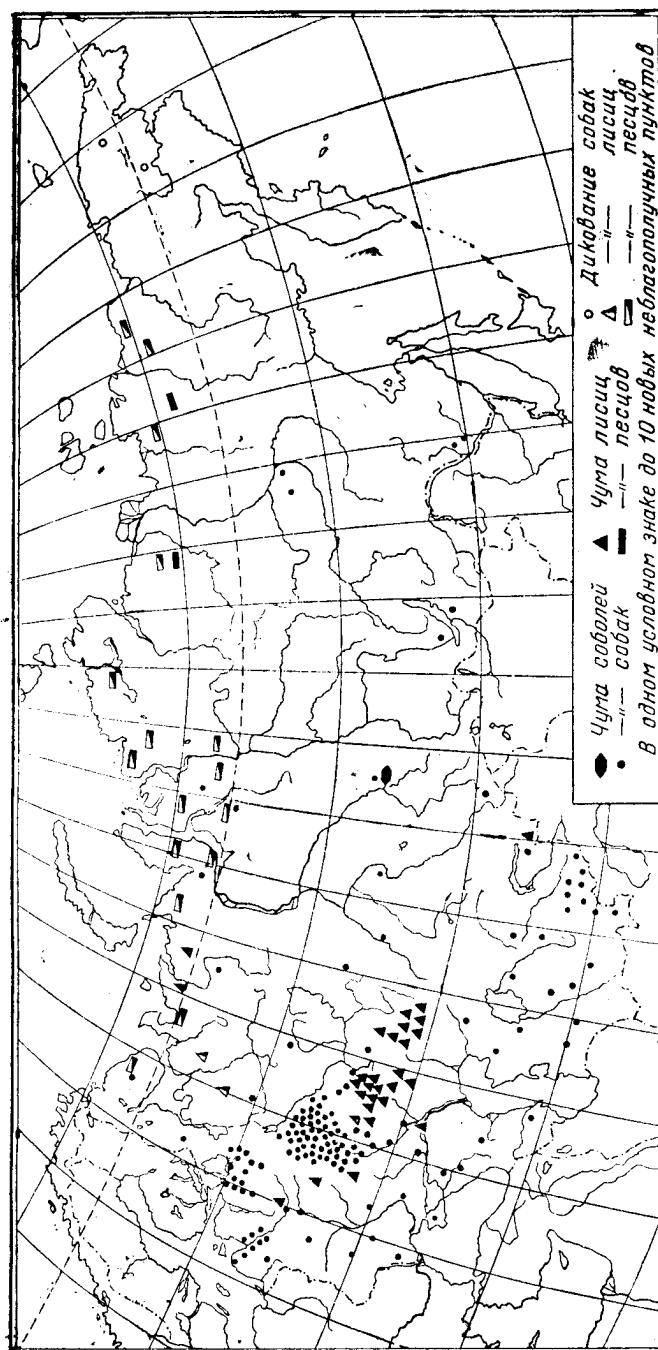 Чума соболей
—„— собак
Чума лисиц
—„— песцов
Дикование собак
—„— лисиц
—„— песцов
В одном условном знаке до 10 новых неблагополучных пунктов